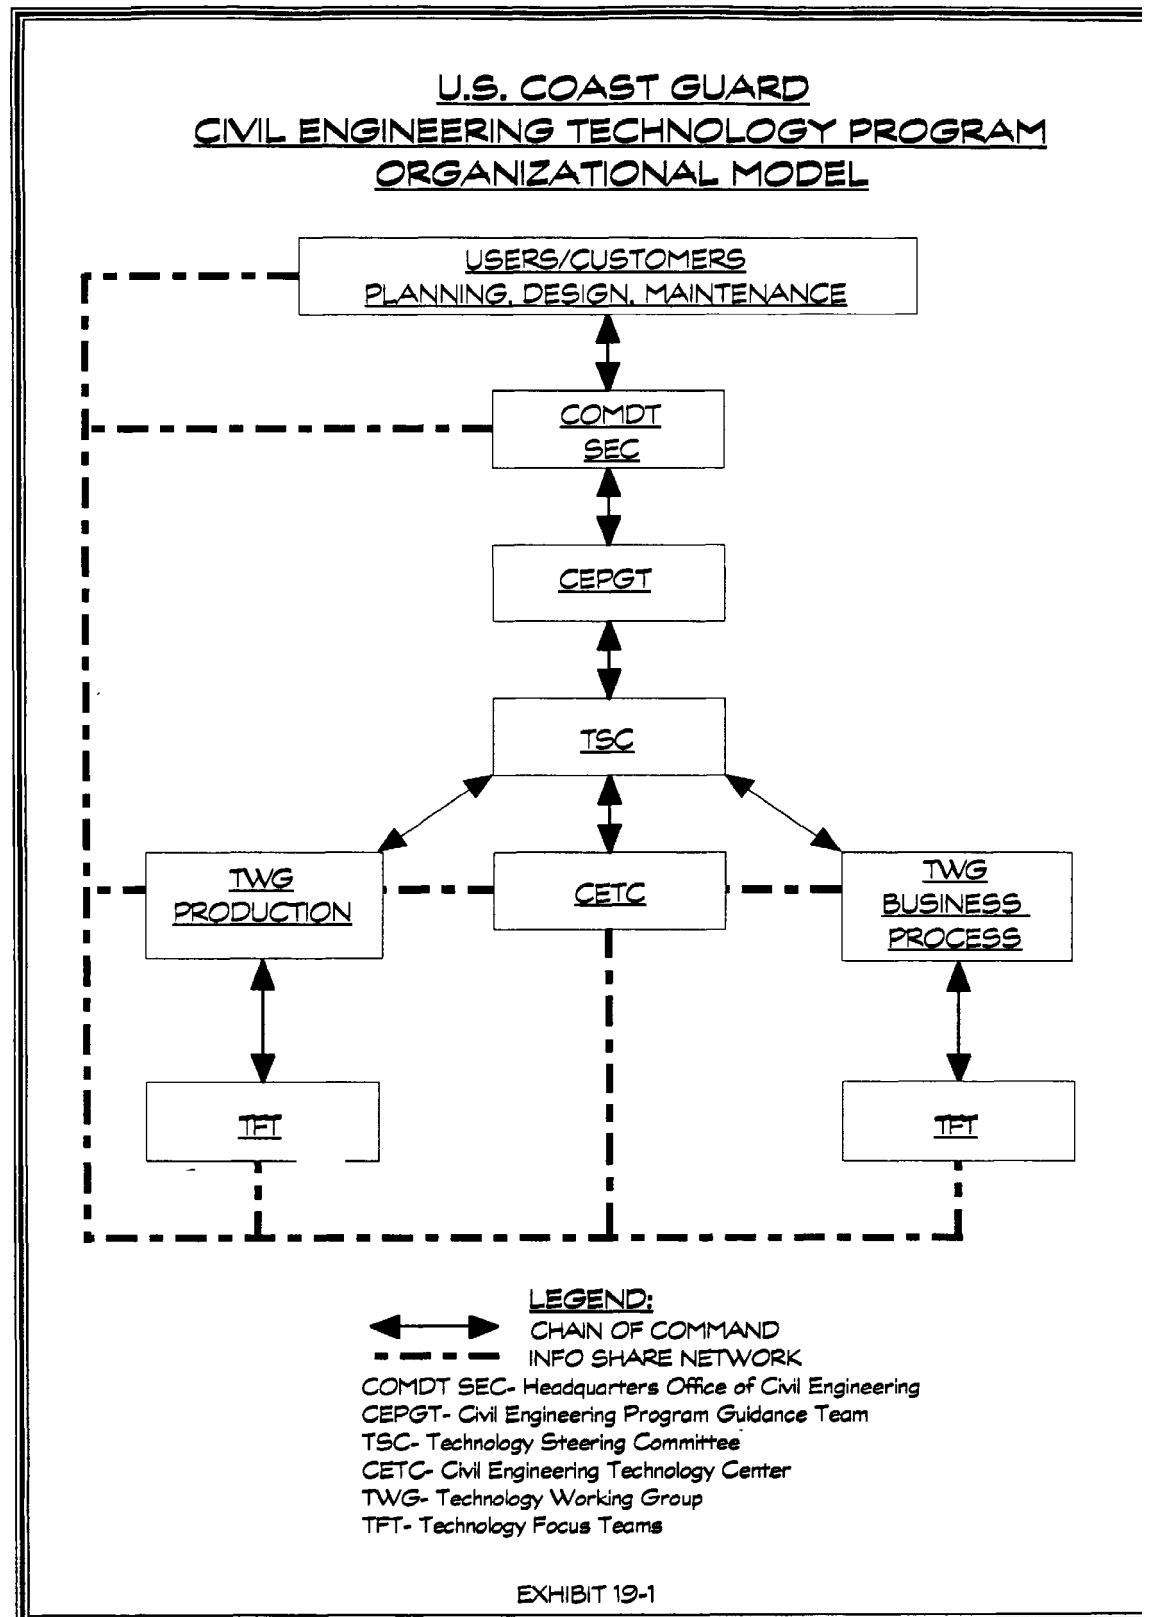 U.S. COAST GUARD
CIVIL ENGINEERING TECHNOLOGY PROGRAM
ORGANIZATIONAL MODEL
USERS/CUSTOMERS
PLANNING, DESIGN, MAINTENANCE
COMDT
SEC
CEPGT
TSC
TWG
PRODUCTION
CETC
TWG
BUSINESS
PROCESS
TFT
TFT
LEGEND:
CHAIN OF COMMAND
INFO SHARE NETWORK
COMDT SEC- Headquarters Office of Civil Engineering
CEPGT- Civil Engineering Program Guidance Team
TSC- Technology Steering Committee
CETC- Civil Engineering Technology Center
TWG- Technology Working Group
TFT- Technology Focus Teams
EXHIBIT 19-1